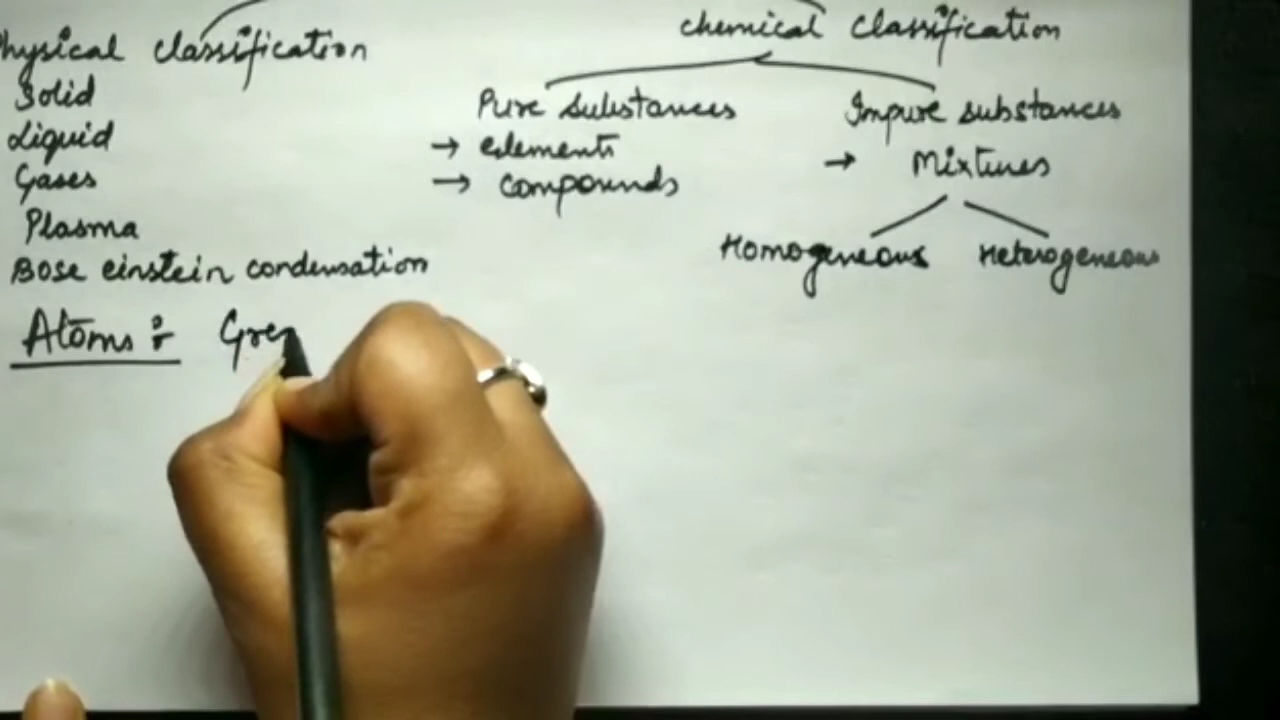 Physical classification
Solid
Liquid
Gases
Plasma
Bose einstein condensation
chemical classification
Pure substances
→ elements
→ compounds
Impure substances
→ Mixtures
Homogeneous Heterogeneous
Atoms : Gree